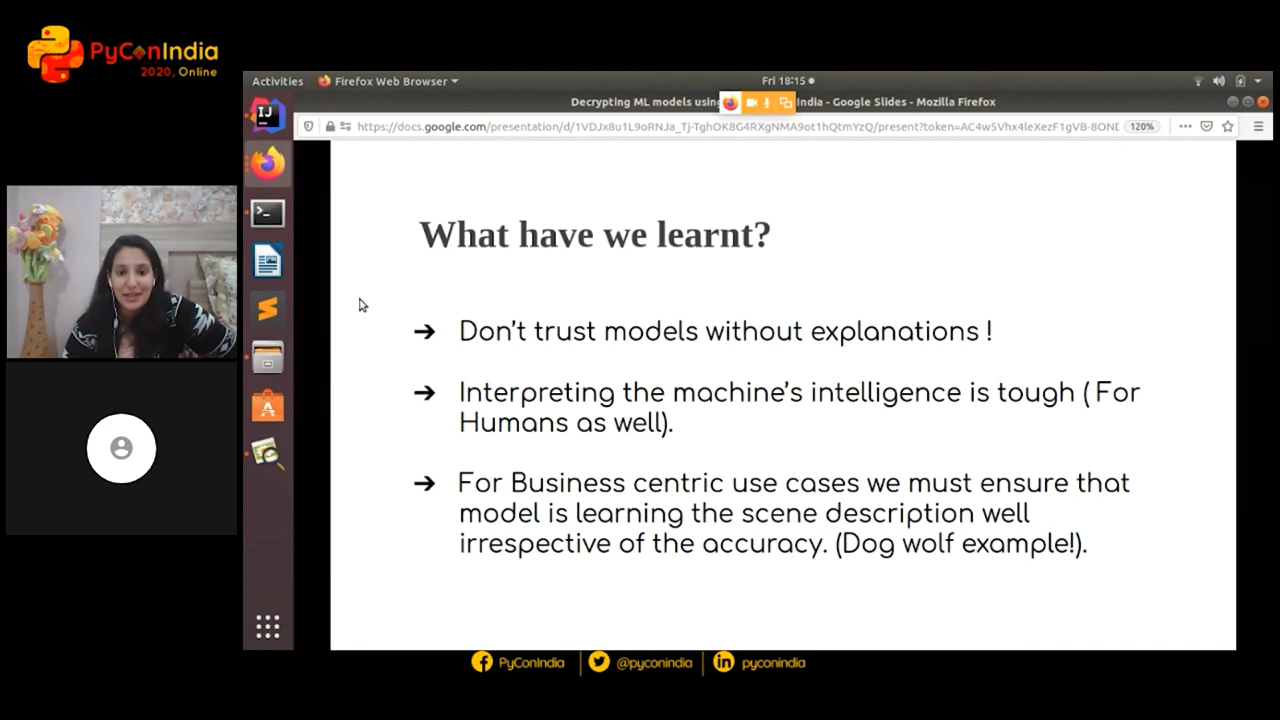 PyConIndia
2020, Online
Activities
Firefox Web Browser
Fri 18:15
Decrypting ML models using
India - Google Slides - Mozilla Firefox
120%
What have we learnt?
➔ Don't trust models without explanations !
➔ Interpreting the machine's intelligence is tough ( For
Humans as well).
➔ For Business centric use cases we must ensure that
model is learning the scene description well
irrespective of the accuracy. (Dog wolf example!).
PyConIndia
@pyconindia
pyconindia